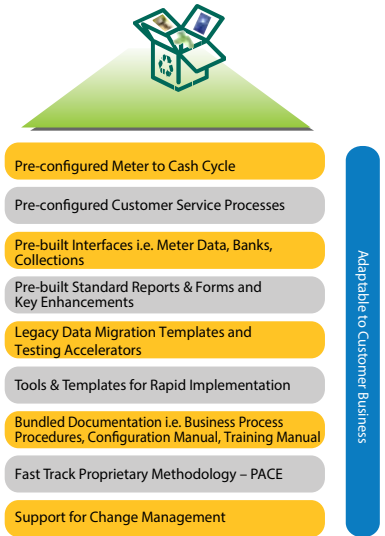 Pre-configured Meter to Cash Cycle
Pre-configured Customer Service Processes
Pre-built Interfaces i.e. Meter Data, Banks,
Collections
Pre-built Standard Reports & Forms and
Key Enhancements
Legacy Data Migration Templates and
Testing Accelerators
Tools & Templates for Rapid Implementation
Bundled Documentation i.e. Business Process
Procedures, Configuration Manual, Training Manual
Fast Track Proprietary Methodology – PACE
Support for Change Management
Adaptable to Customer Business